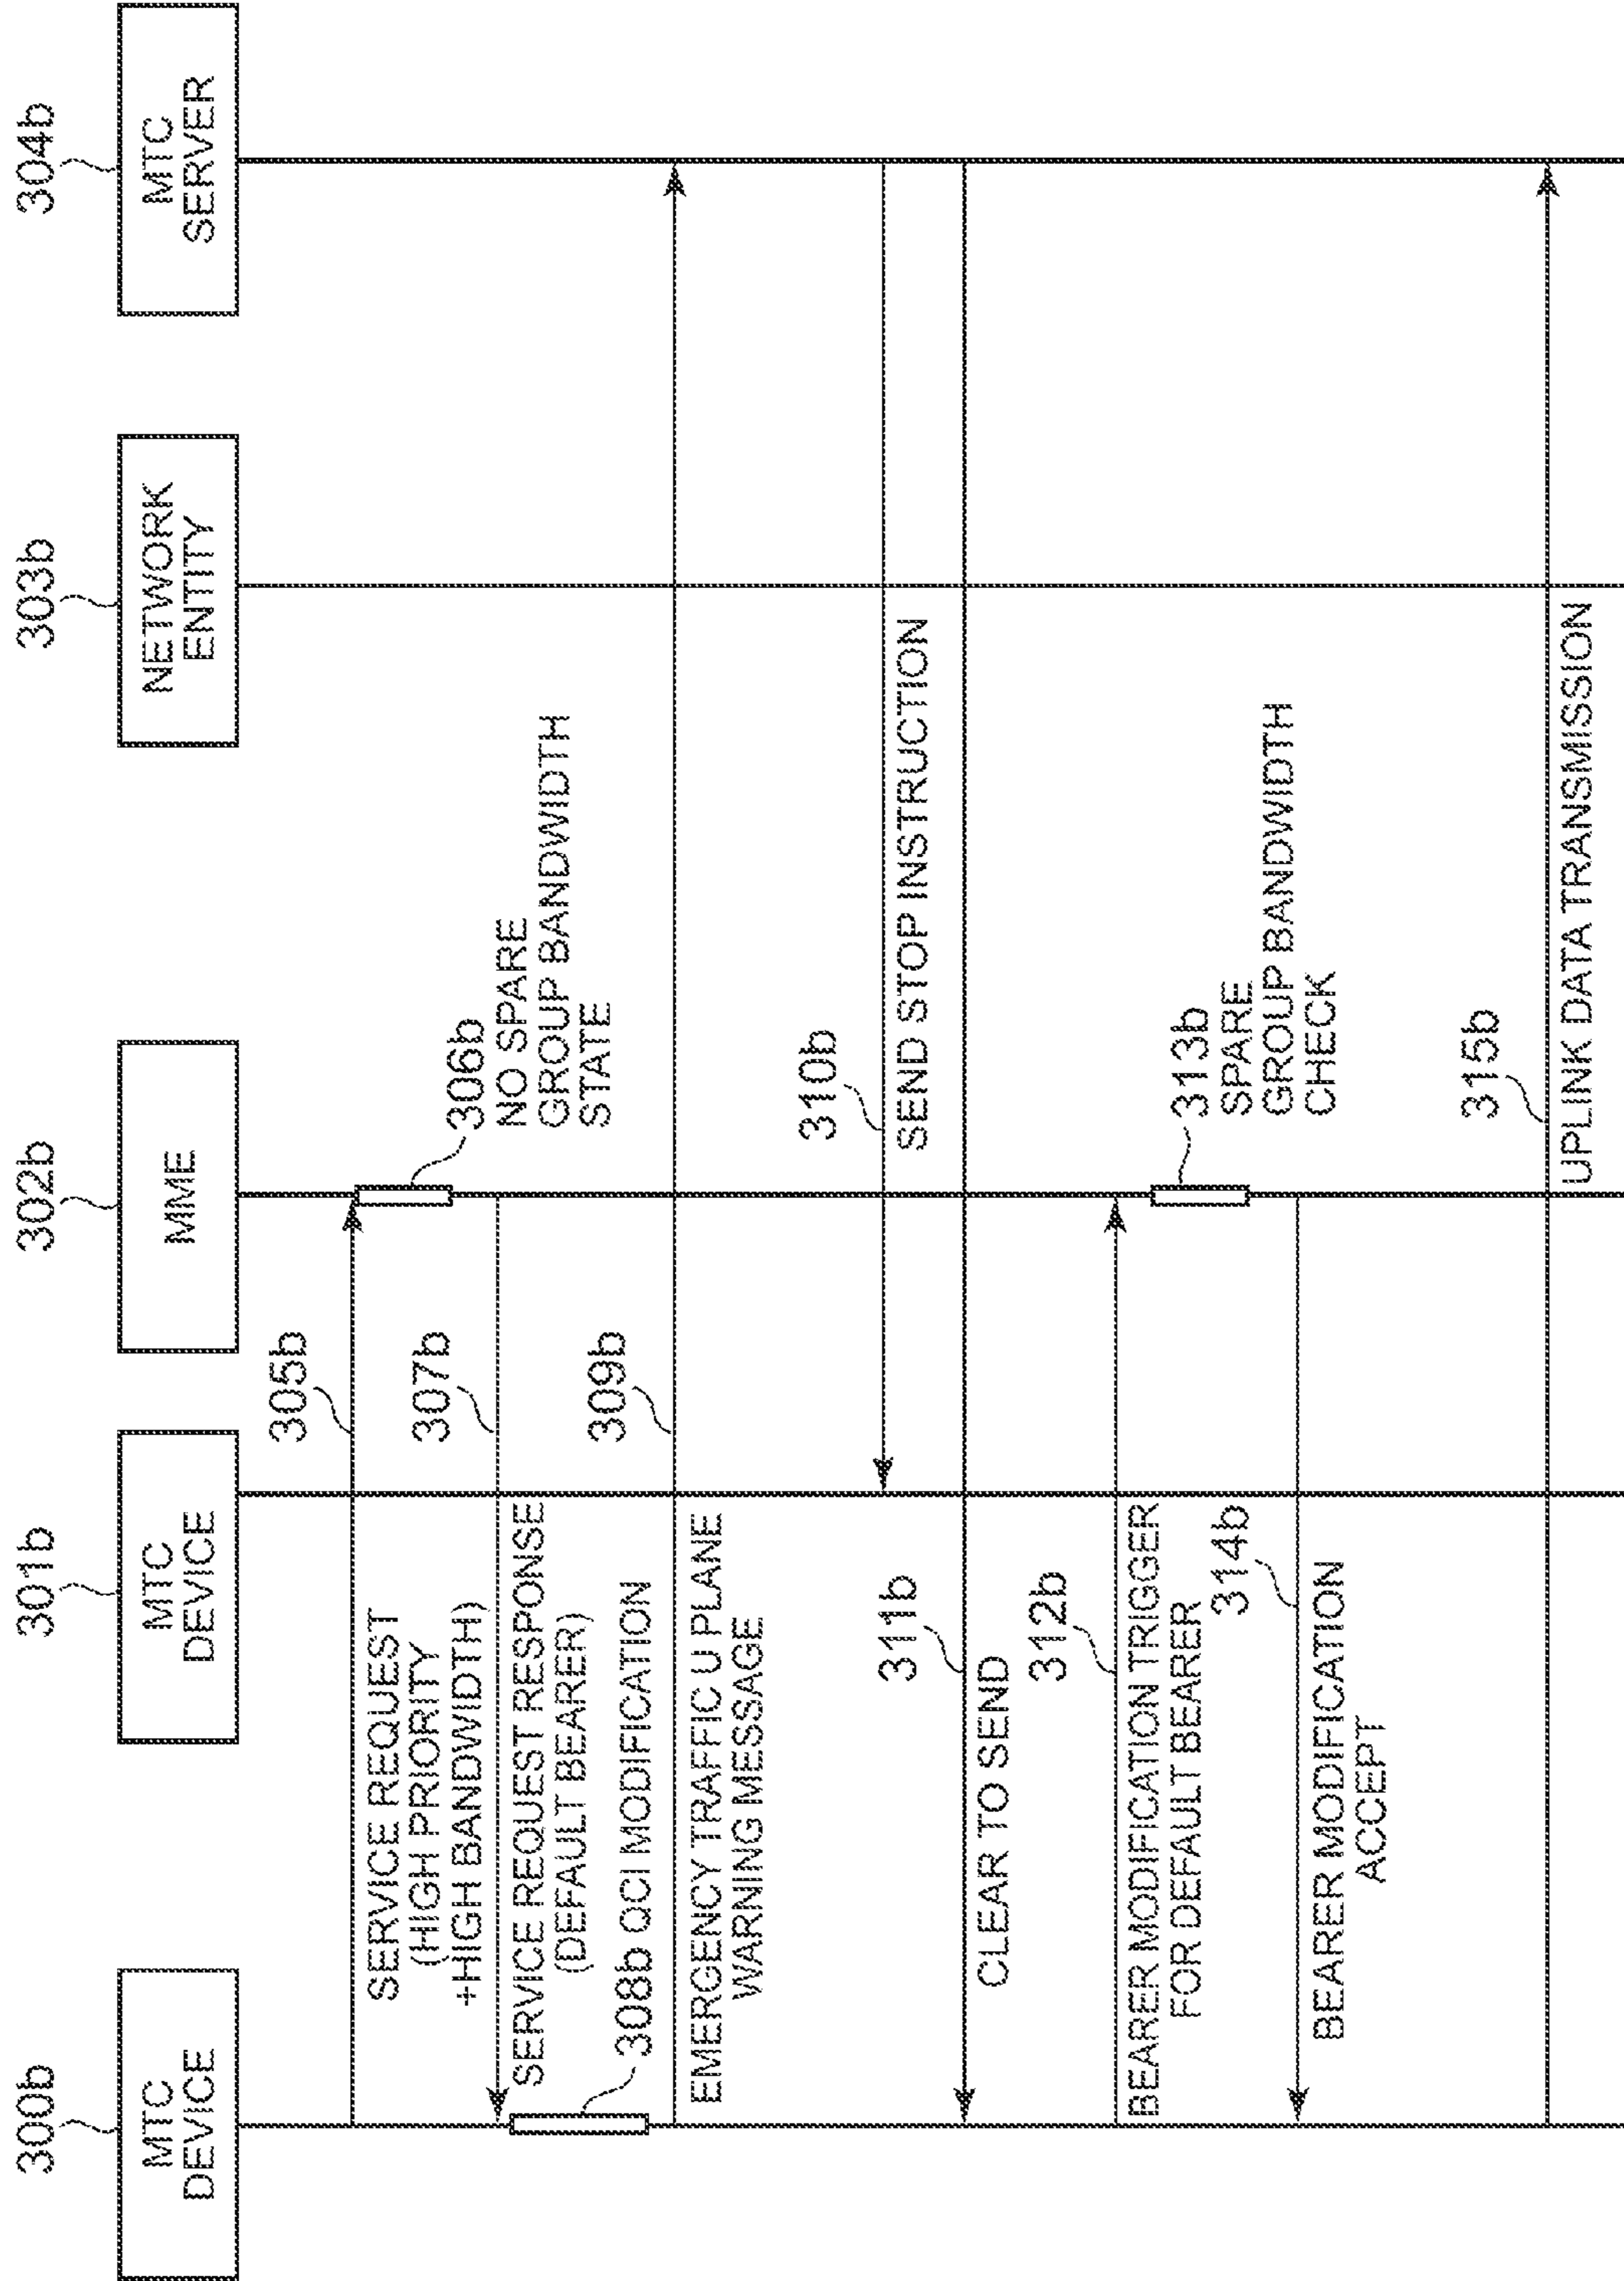 300b
MTC
DEVICE
301b
MTC
DEVICE
302b
MME
303b
NETWORK
ENTITY
304b
MTC
SERVER
305b
SERVICE REQUEST
(HIGH PRIORITY
+HIGH BANDWIDTH)
306b
NO SPARE
GROUP BANDWIDTH
STATE
307b
SERVICE REQUEST RESPONSE
(DEFAULT BEARER)
308b QCI MODIFICATION
309b
EMERGENCY TRAFFIC U PLANE
WARNING MESSAGE
310b
SEND STOP INSTRUCTION
311b
CLEAR TO SEND
312b
BEARER MODIFICATION TRIGGER
FOR DEFAULT BEARER
313b
SPARE
GROUP BANDWIDTH
CHECK
314b
BEARER MODIFICATION
ACCEPT
315b
UPLINK DATA TRANSMISSION